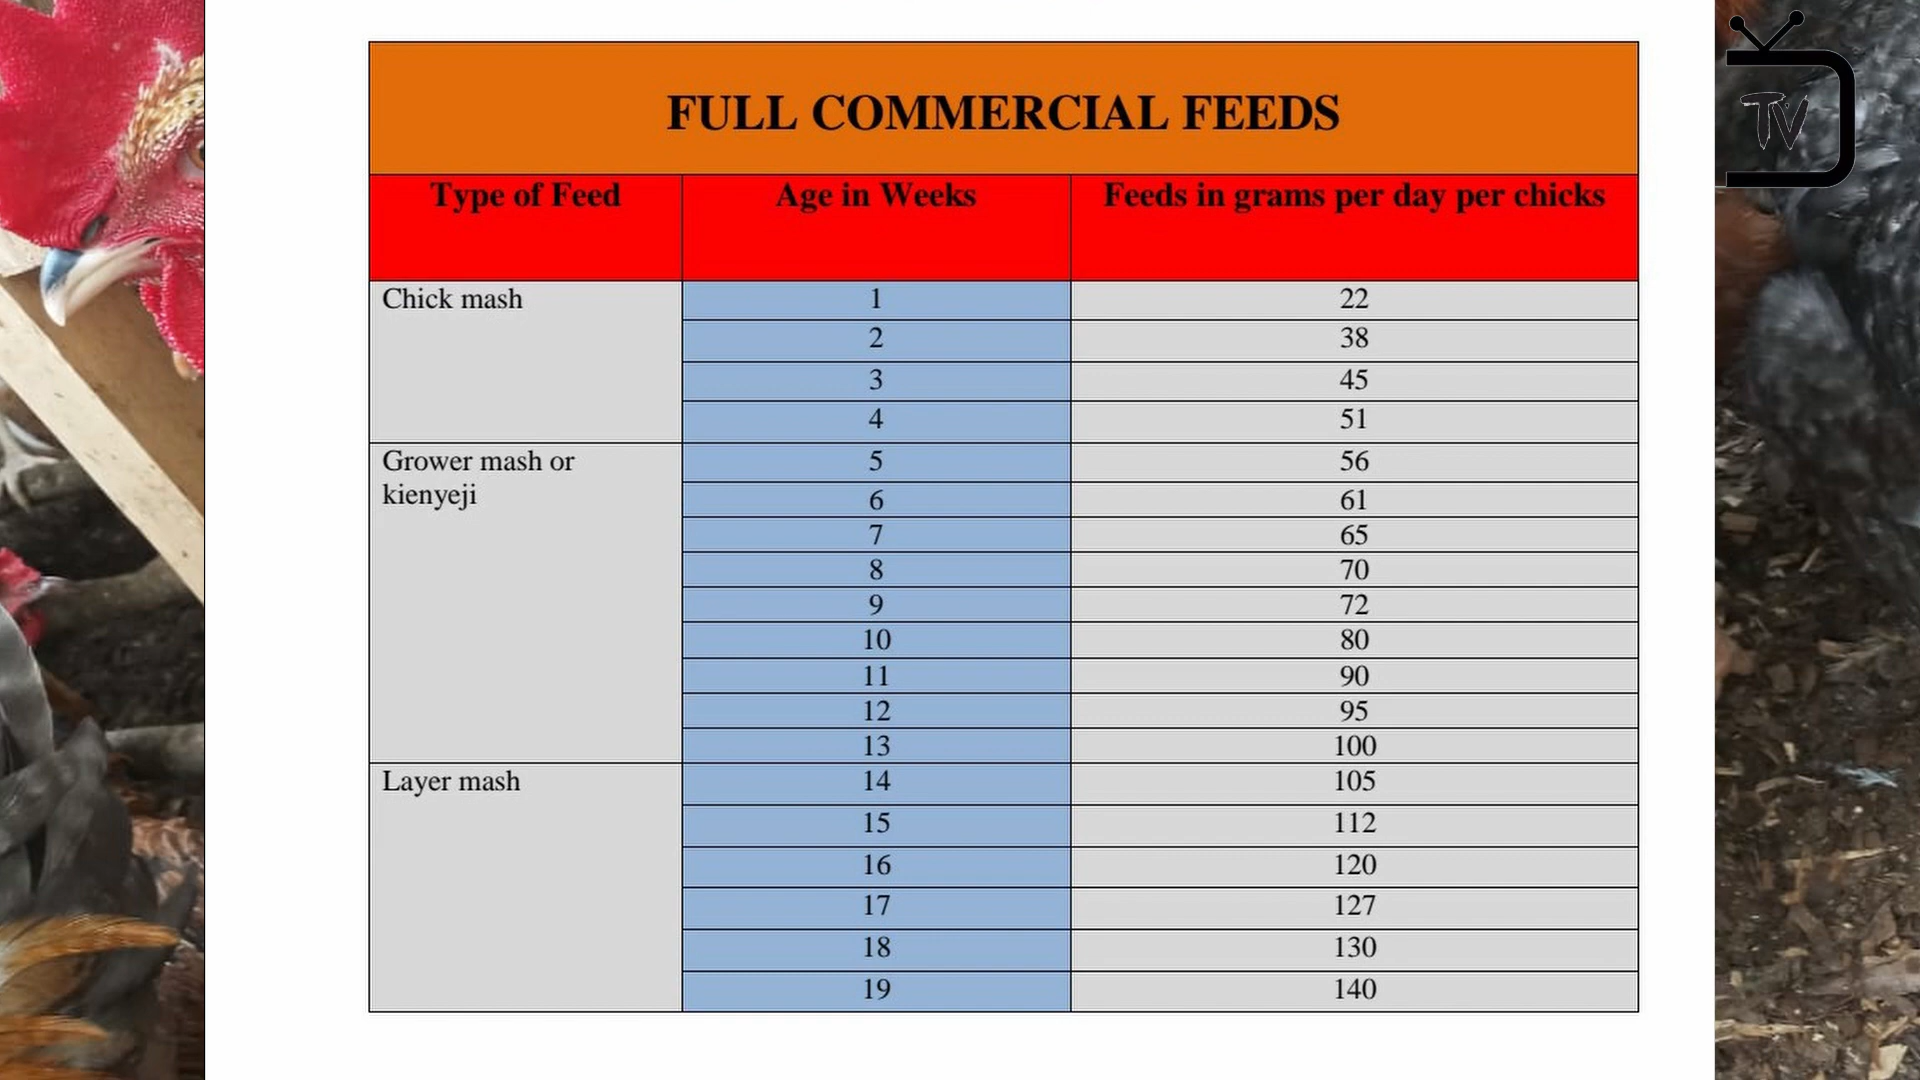 FULL COMMERCIAL FEEDS
Type of Feed Age in Weeks Feeds in grams per day per chicks
Chick mash 1 22
2 38
3 45
4 51
Grower mash or
kienyeji
5 56
6 61
7 65
8 70
9 72
10 80
11 90
12 95
13 100
Layer mash 14 105
15 112
16 120
17 127
18 130
19 140
TV